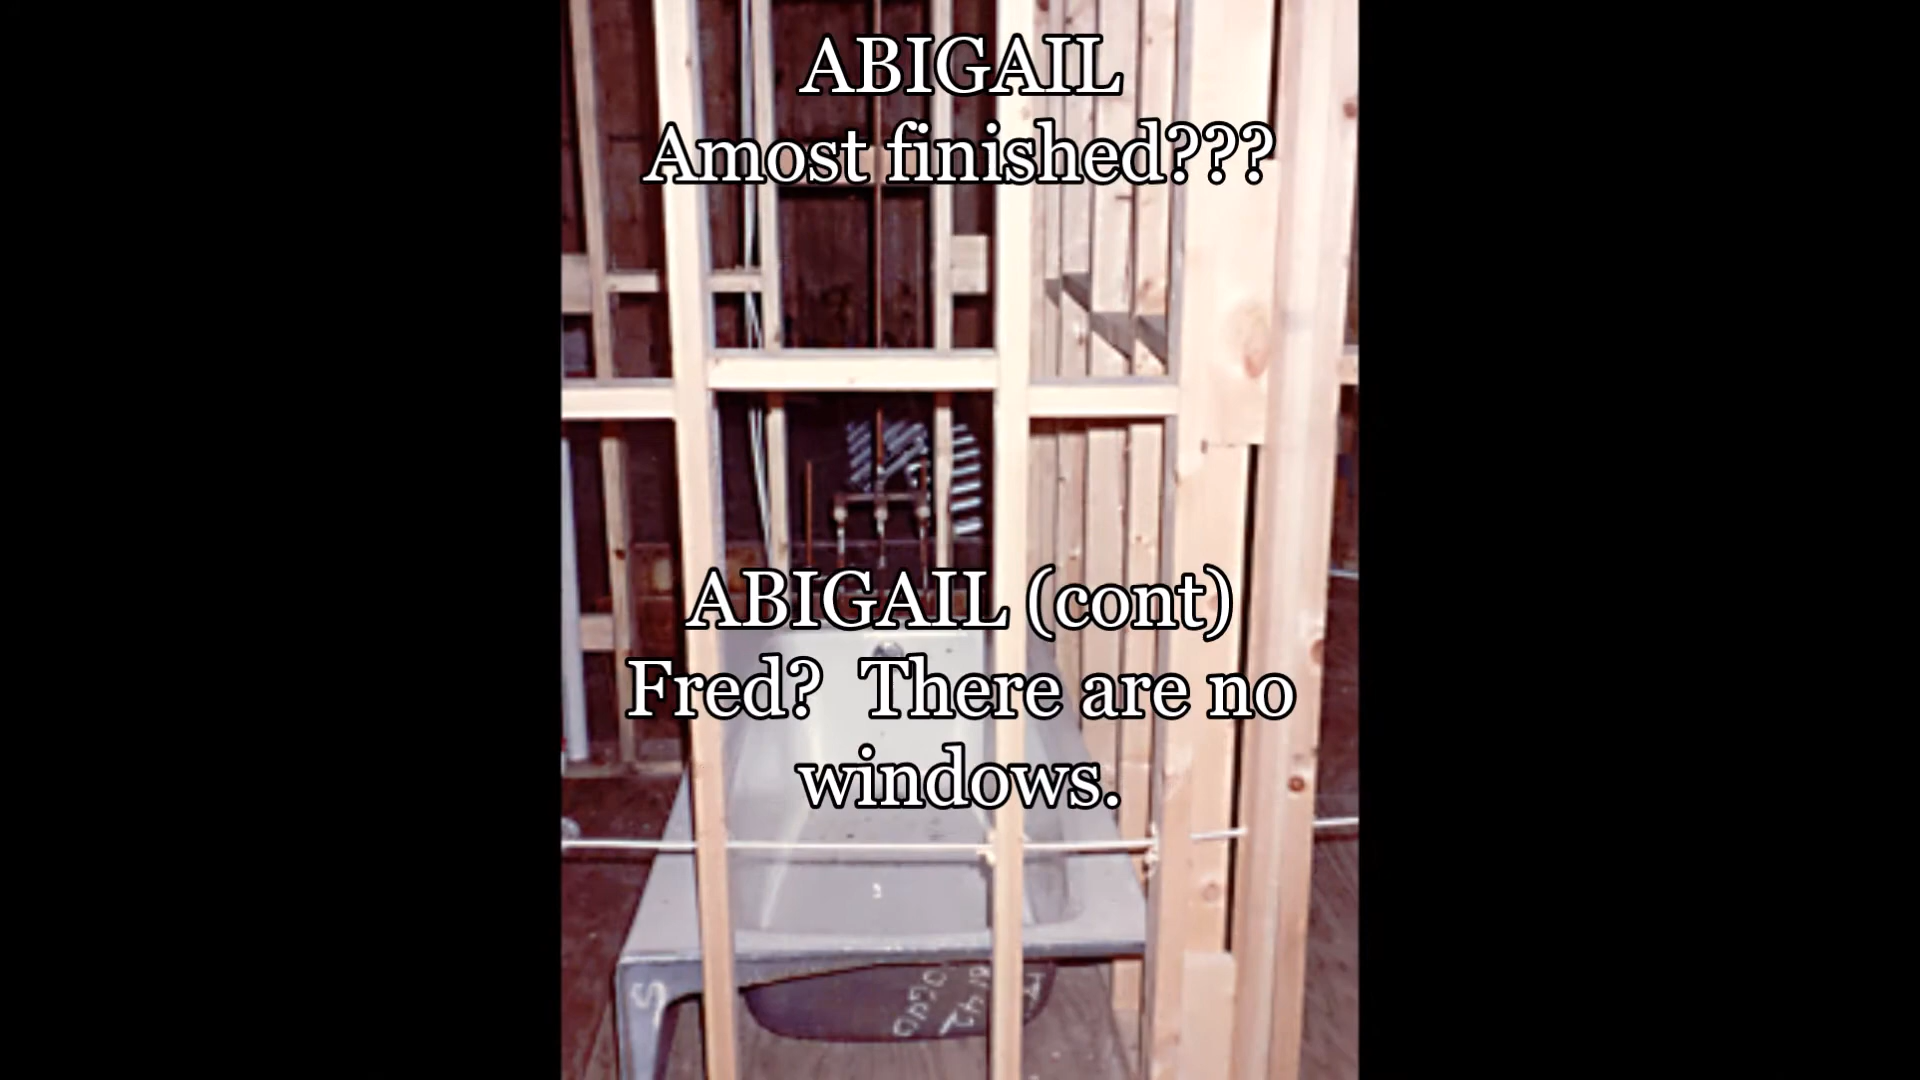 ABIGAIL
Amost finished???
ABIGAIL (cont)
Fred?  There are no
windows.
S